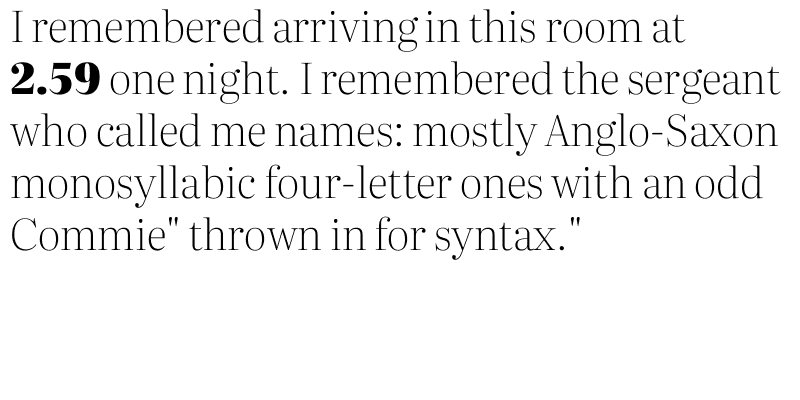 I remembered arriving in this room at
2.59 one night. I remembered the sergeant
who called me names: mostly Anglo-Saxon
monosyllabic four-letter ones with an odd
Commie" thrown in for syntax."